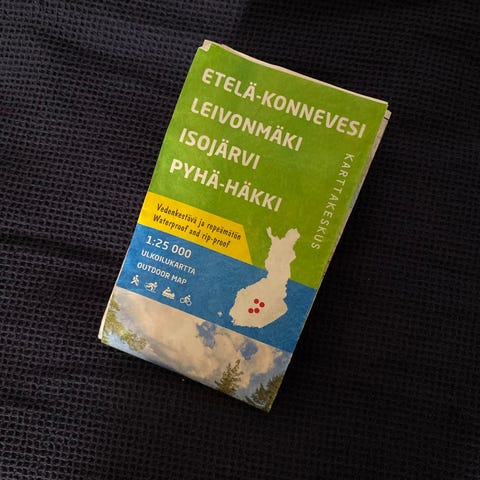 ETELÄ-KONNEVESI
LEIVONMÄKI
ISOJÄRVI
PYHÄ-HÄKKI
KARTTAKESKUS
Vedenkestävä ja repeämätön
Waterproof and rip-proof
1:25 000
ULKOILUKARTTA
OUTDOOR MAP